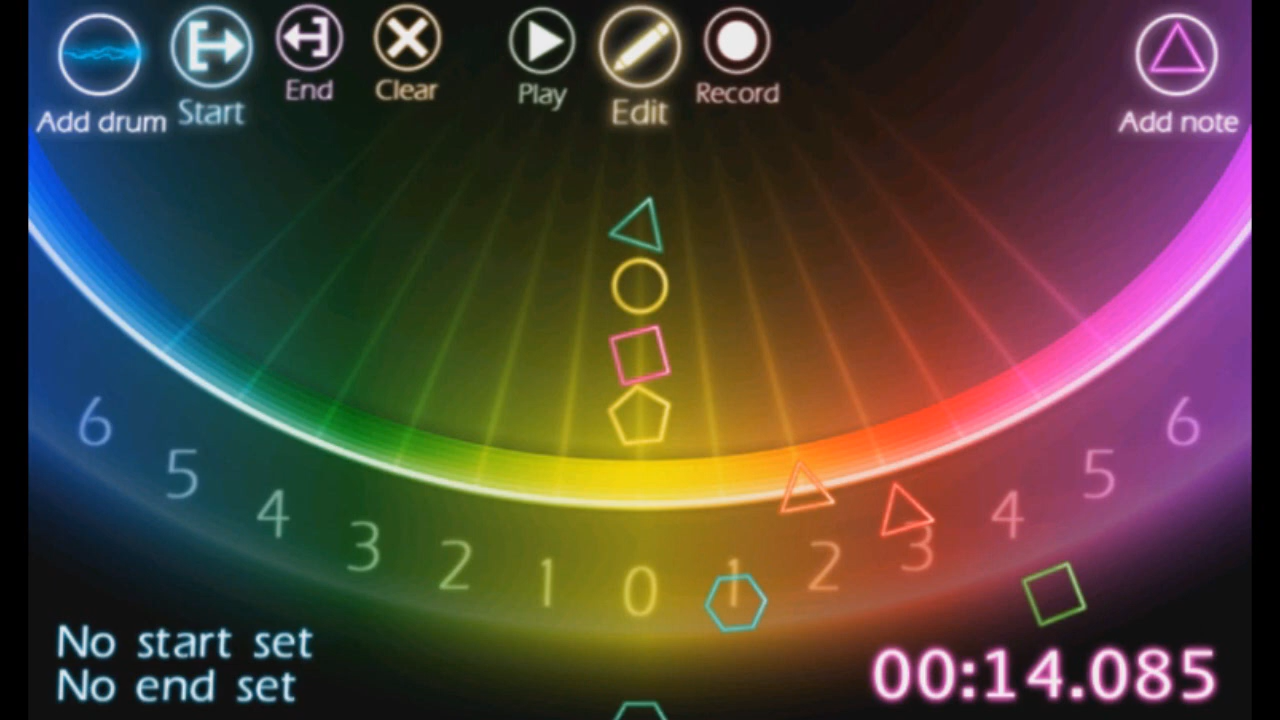 Add drum
Start
End
Clear
Play
Edit
Record
Add note
6
5
4
3
2
1
0
1
2
3
4
5
6
No start set
No end set
00:14.085